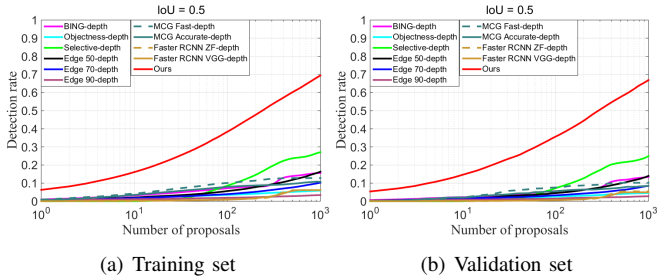 IoU = 0.5
BING-depth
Objectness-depth
Selective-depth
Edge 50-depth
Edge 70-depth
Edge 90-depth
MCG Fast-depth
MCG Accurate-depth
Faster RCNN ZF-depth
Faster RCNN VGG-depth
Ours
Detection rate
1
0.9
0.8
0.7
0.6
0.5
0.4
0.3
0.2
0.1
0
10^0
10^1
10^2
10^3
Number of proposals
(a) Training set
IoU = 0.5
BING-depth
Objectness-depth
Selective-depth
Edge 50-depth
Edge 70-depth
Edge 90-depth
MCG Fast-depth
MCG Accurate-depth
Faster RCNN ZF-depth
Faster RCNN VGG-depth
Ours
Detection rate
1
0.9
0.8
0.7
0.6
0.5
0.4
0.3
0.2
0.1
0
10^0
10^1
10^2
10^3
Number of proposals
(b) Validation set